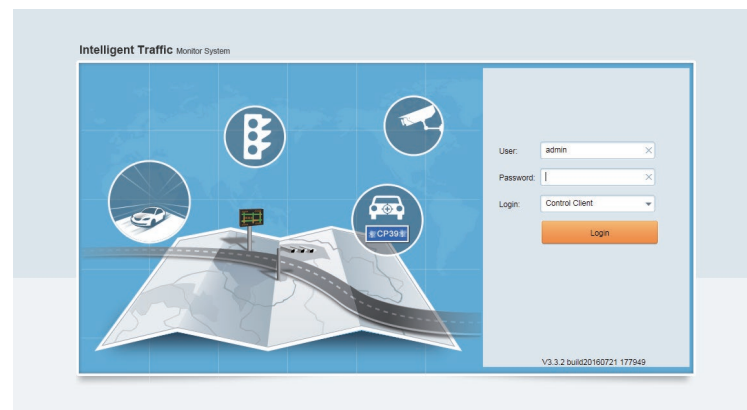 Intelligent Traffic Monitor System
User: admin
Password:
Login: Control Client
Login
CP39
V3.3.2 build20160721 177949